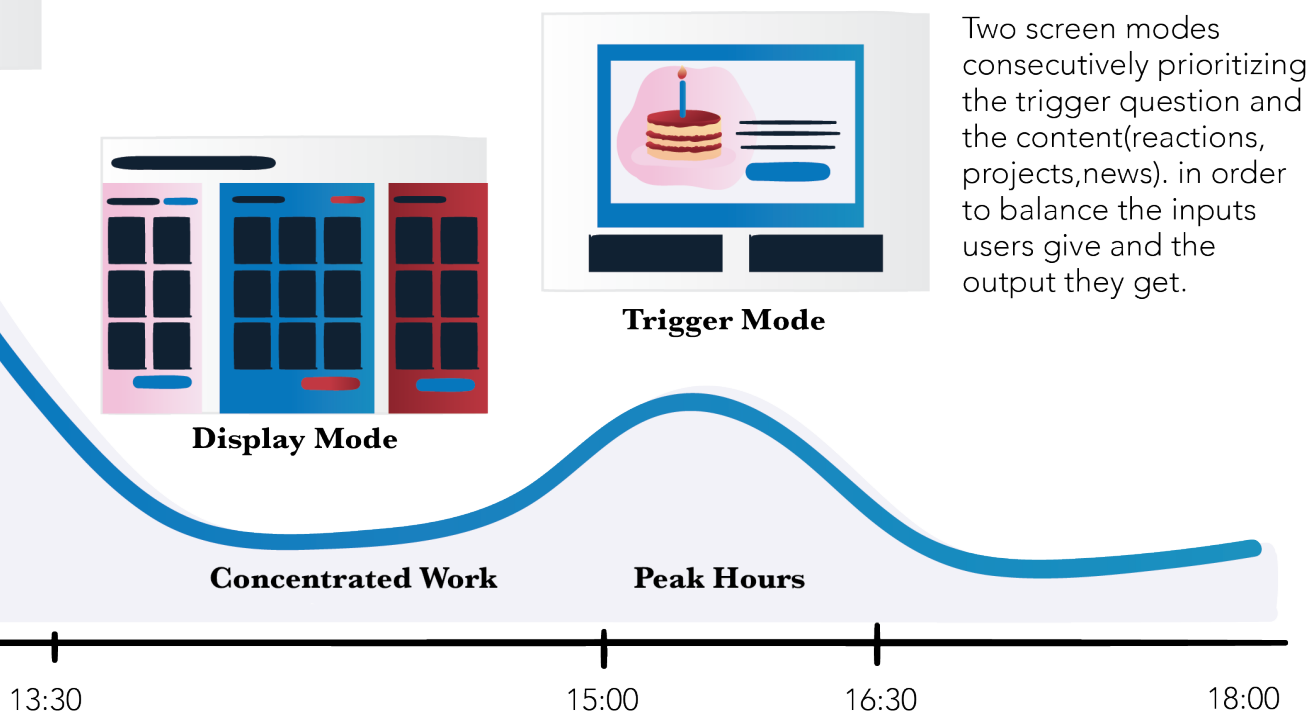 Two screen modes
consecutively prioritizing
the trigger question and
the content(reactions,
projects,news). in order
to balance the inputs
users give and the
output they get.
Trigger Mode
Display Mode
Concentrated Work
Peak Hours
13:30
15:00
16:30
18:00